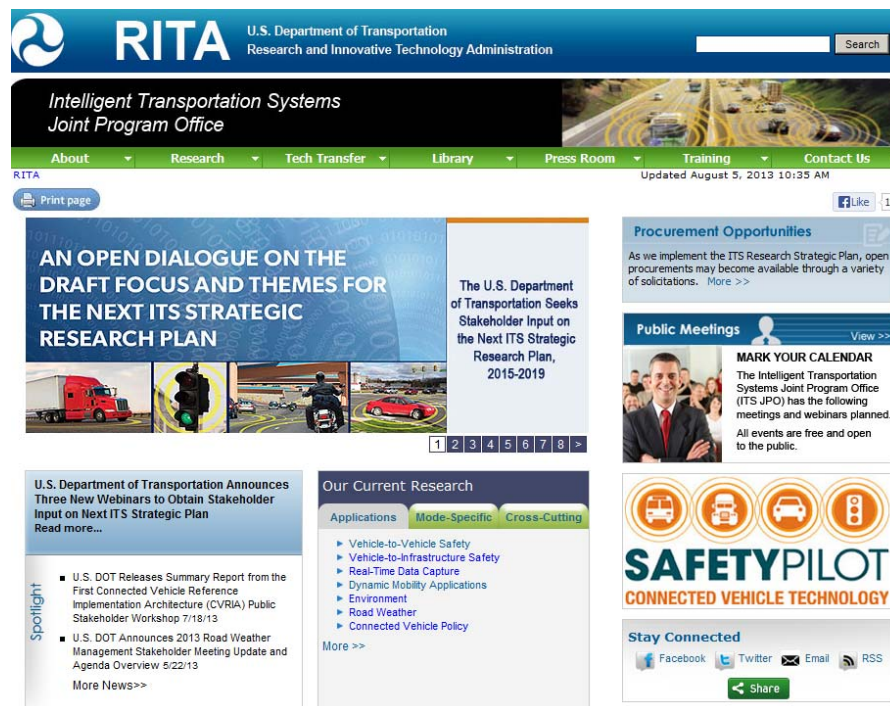 RITA
U.S. Department of Transportation
Research and Innovative Technology Administration
Search
Intelligent Transportation Systems
Joint Program Office
About
Research
Tech Transfer
Library
Press Room
Training
Contact Us
RITA
Updated August 5, 2013 10:35 AM
Print page
Like
1
AN OPEN DIALOGUE ON THE
DRAFT FOCUS AND THEMES FOR
THE NEXT ITS STRATEGIC
RESEARCH PLAN
The U.S. Department
of Transportation Seeks
Stakeholder Input on
the Next ITS Strategic
Research Plan,
2015-2019
1 2 3 4 5 6 7 8 >
Procurement Opportunities
As we implement the ITS Research Strategic Plan, open
procurements may become available through a variety
of solicitations. More >>
Public Meetings
View >>
MARK YOUR CALENDAR
The Intelligent Transportation
Systems Joint Program Office
(ITS JPO) has the following
meetings and webinars planned.
All events are free and open
to the public.
U.S. Department of Transportation Announces
Three New Webinars to Obtain Stakeholder
Input on Next ITS Strategic Plan
Read more...
Spotlight
U.S. DOT Releases Summary Report from the
First Connected Vehicle Reference
Implementation Architecture (CVRIA) Public
Stakeholder Workshop 7/18/13
U.S. DOT Announces 2013 Road Weather
Management Stakeholder Meeting Update and
Agenda Overview 5/22/13
More News>>
Our Current Research
Applications
Mode-Specific
Cross-Cutting
Vehicle-to-Vehicle Safety
Vehicle-to-Infrastructure Safety
Real-Time Data Capture
Dynamic Mobility Applications
Environment
Road Weather
Connected Vehicle Policy
More >>
SAFETYPILOT
CONNECTED VEHICLE TECHNOLOGY
Stay Connected
Facebook
Twitter
Email
RSS
Share